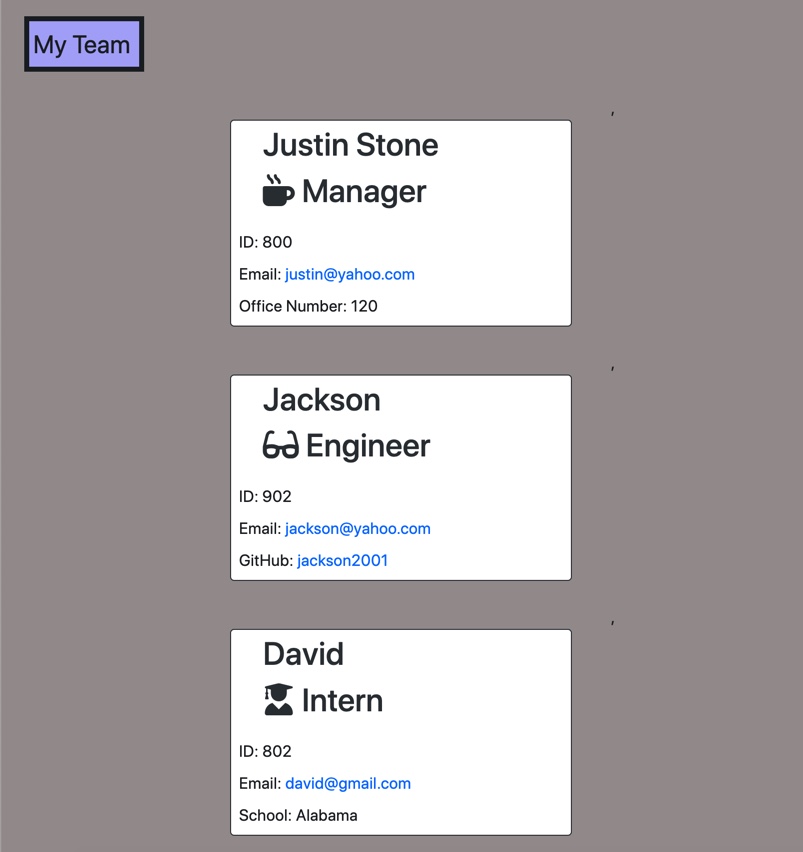 My Team
,
Justin Stone
Manager
ID: 800
Email: justin@yahoo.com
Office Number: 120
,
Jackson
Engineer
ID: 902
Email: jackson@yahoo.com
GitHub: jackson2001
,
David
Intern
ID: 802
Email: david@gmail.com
School: Alabama